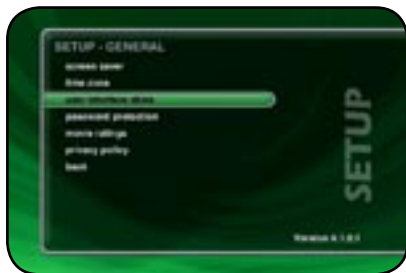 SETUP - GENERAL
screen saver
time zone
user interface skins
password protection
movie ratings
privacy policy
back
SETUP